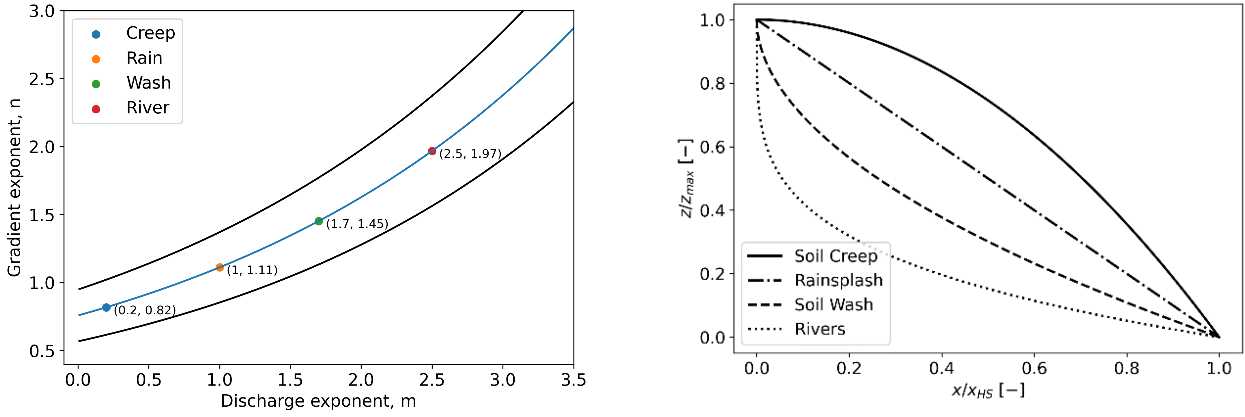 3.0
2.5
2.0
1.5
1.0
0.5
Gradient exponent, n
Creep
Rain
Wash
River
(0.2, 0.82)
(1, 1.11)
(1.7, 1.45)
(2.5, 1.97)
0.0 0.5 1.0 1.5 2.0 2.5 3.0 3.5
Discharge exponent, m
1.0
0.8
0.6
0.4
0.2
0.0
z/z_max [−]
Soil Creep
Rainsplash
Soil Wash
Rivers
0.0 0.2 0.4 0.6 0.8 1.0
x/x_HS [−]